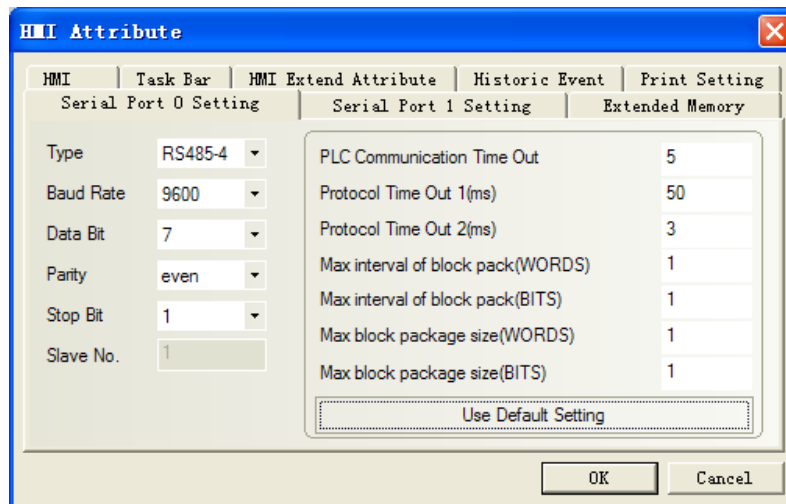 HMI Attribute
HMI Task Bar HMI Extend Attribute Historic Event Print Setting
Serial Port 0 Setting Serial Port 1 Setting Extended Memory
Type RS485-4
Baud Rate 9600
Data Bit 7
Parity even
Stop Bit 1
Slave No. 1
PLC Communication Time Out 5
Protocol Time Out 1(ms) 50
Protocol Time Out 2(ms) 3
Max interval of block pack(WORDS) 1
Max interval of block pack(BITS) 1
Max block package size(WORDS) 1
Max block package size(BITS) 1
Use Default Setting
OK Cancel